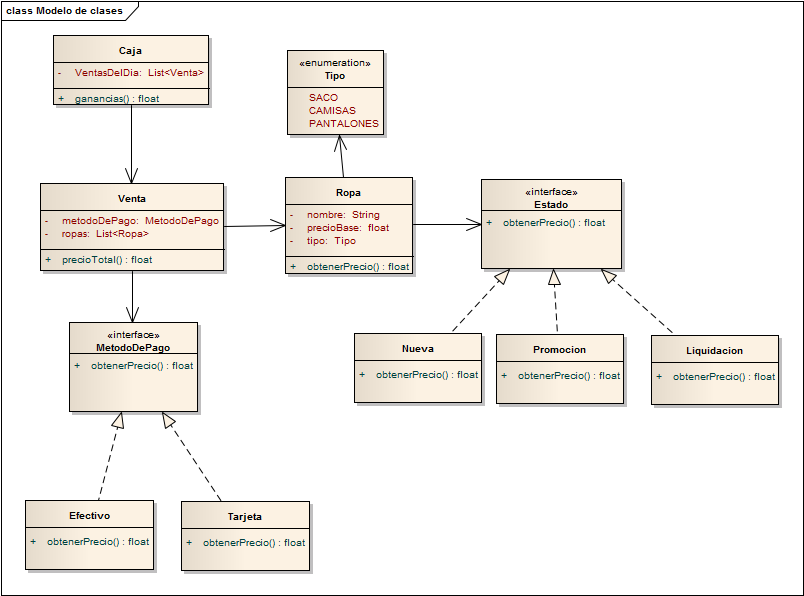 class Modelo de clases
Caja
- VentasDelDia: List<Venta>
+ ganancias() : float
«enumeration»
Tipo
SACO
CAMISAS
PANTALONES
Venta
- metodoDePago: MetodoDePago
- ropas: List<Ropa>
+ precioTotal() : float
Ropa
- nombre: String
- precioBase: float
- tipo: Tipo
+ obtenerPrecio() : float
«interface»
Estado
+ obtenerPrecio() : float
«interface»
MetodoDePago
+ obtenerPrecio() : float
Nueva
+ obtenerPrecio() : float
Promocion
+ obtenerPrecio() : float
Liquidacion
+ obtenerPrecio() : float
Efectivo
+ obtenerPrecio() : float
Tarjeta
+ obtenerPrecio() : float